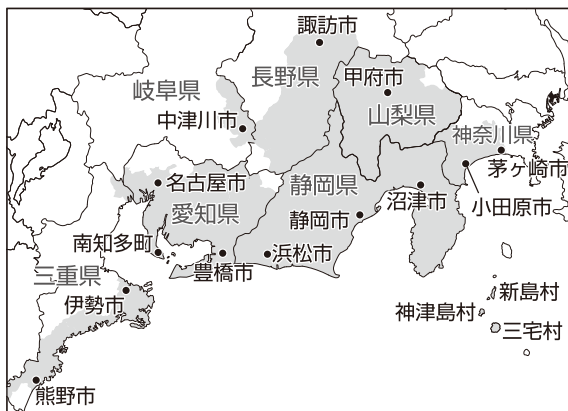 諏訪市
長野県
甲府市
岐阜県
山梨県
中津川市
神奈川県
茅ヶ崎市
名古屋市
静岡県
沼津市
小田原市
愛知県
静岡市
南知多町
豊橋市
浜松市
三重県
伊勢市
新島村
神津島村
三宅村
熊野市